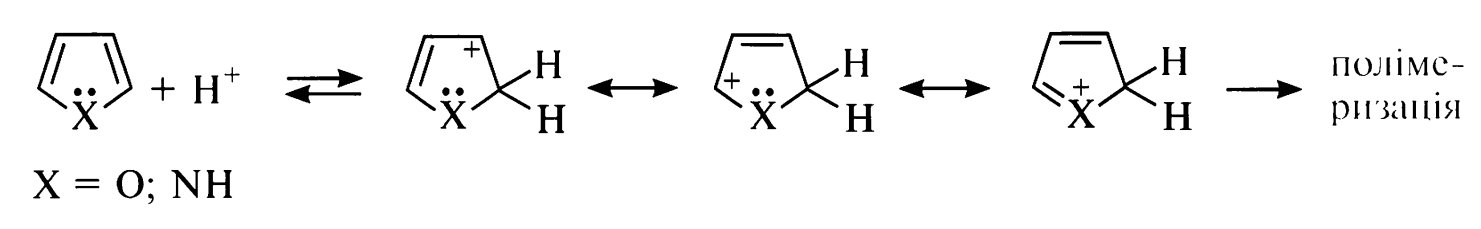 X + H⁺ ⇌ + H H X ↔ + H H X ↔ + H H X → поліме-
ризація
X = O; NH